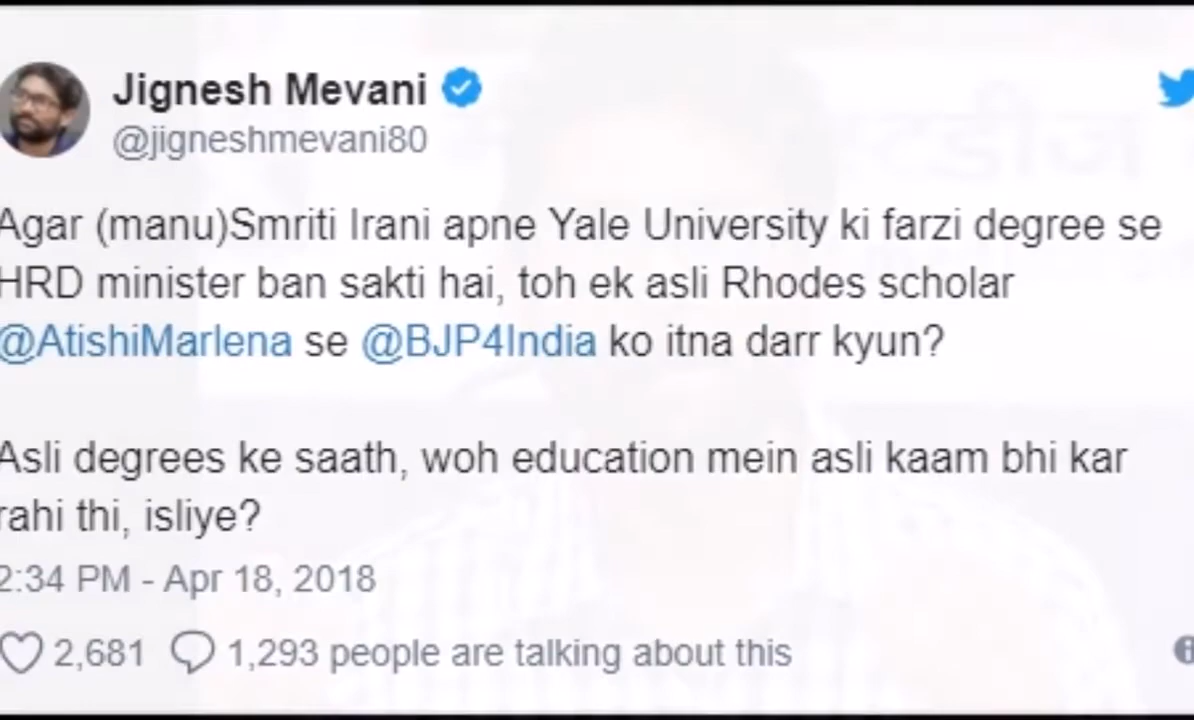 Jignesh Mevani
@jigneshmevani80
Agar (manu)Smriti Irani apne Yale University ki farzi degree se
HRD minister ban sakti hai, toh ek asli Rhodes scholar
@AtishiMarlena se @BJP4India ko itna darr kyun?
Asli degrees ke saath, woh education mein asli kaam bhi kar
rahi thi, isliye?
2:34 PM - Apr 18, 2018
2,681 1,293 people are talking about this